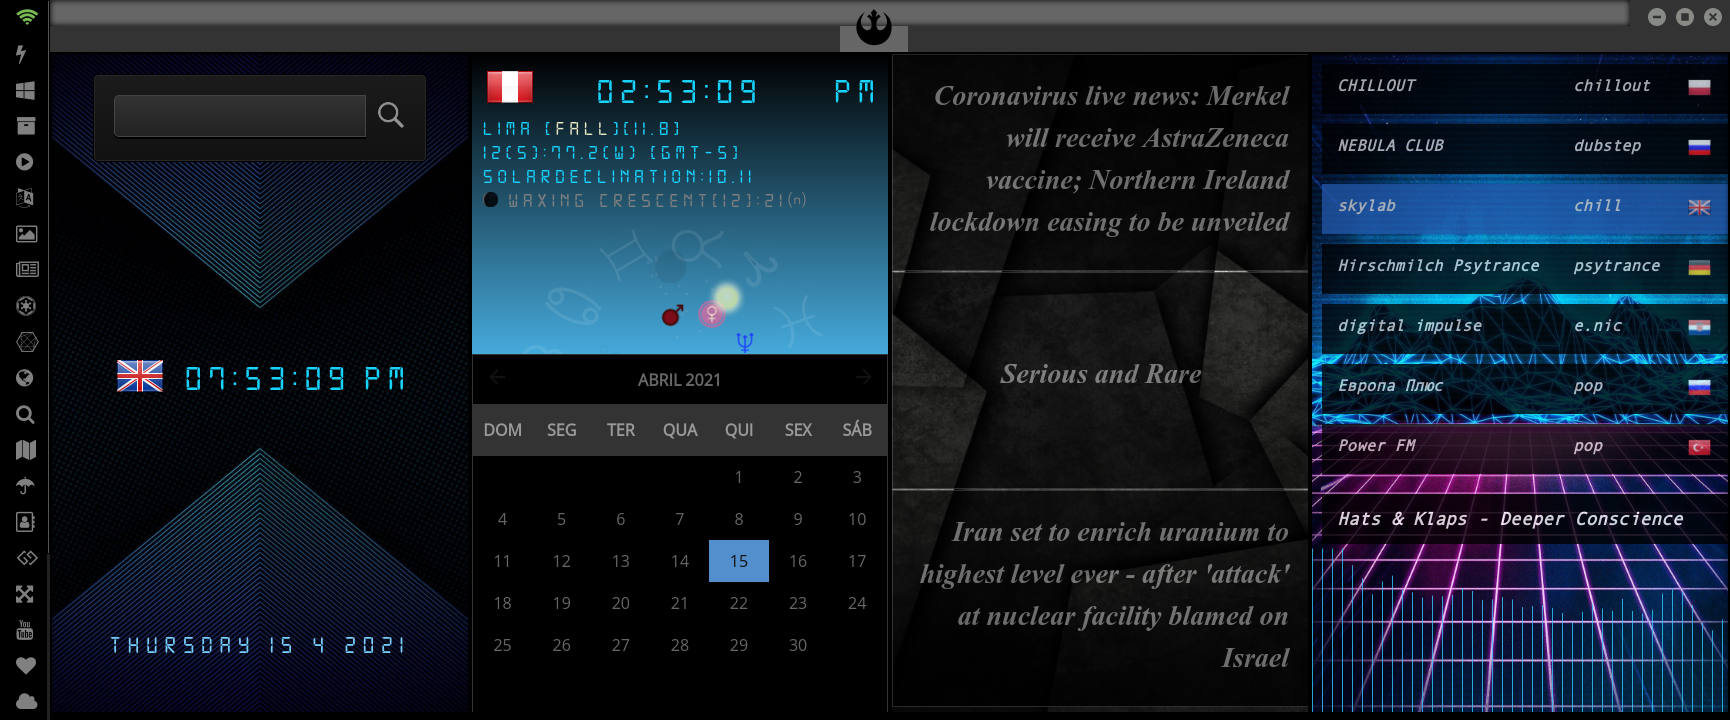 07:53:09 PM
THURSDAY 15 4 2021
02:53:09 PM
LIMA (FALL)(11.8)
12(S):77.2(W) (GMT-5)
SOLARDECLINATION:10.11
WAXING CRESCENT(12):21(n)
ABRIL 2021
DOM SEG TER QUA QUI SEX SÁB
1 2 3
4 5 6 7 8 9 10
11 12 13 14 15 16 17
18 19 20 21 22 23 24
25 26 27 28 29 30
Coronavirus live news: Merkel
will receive AstraZeneca
vaccine; Northern Ireland
lockdown easing to be unveiled
Serious and Rare
Iran set to enrich uranium to
highest level ever - after 'attack'
at nuclear facility blamed on
Israel
CHILLOUT chillout
NEBULA CLUB dubstep
skylab chill
Hirschmilch Psytrance psytrance
digital impulse e.nic
Европа Плюс pop
Power FM pop
Hats & Klaps - Deeper Conscience
You
Tube